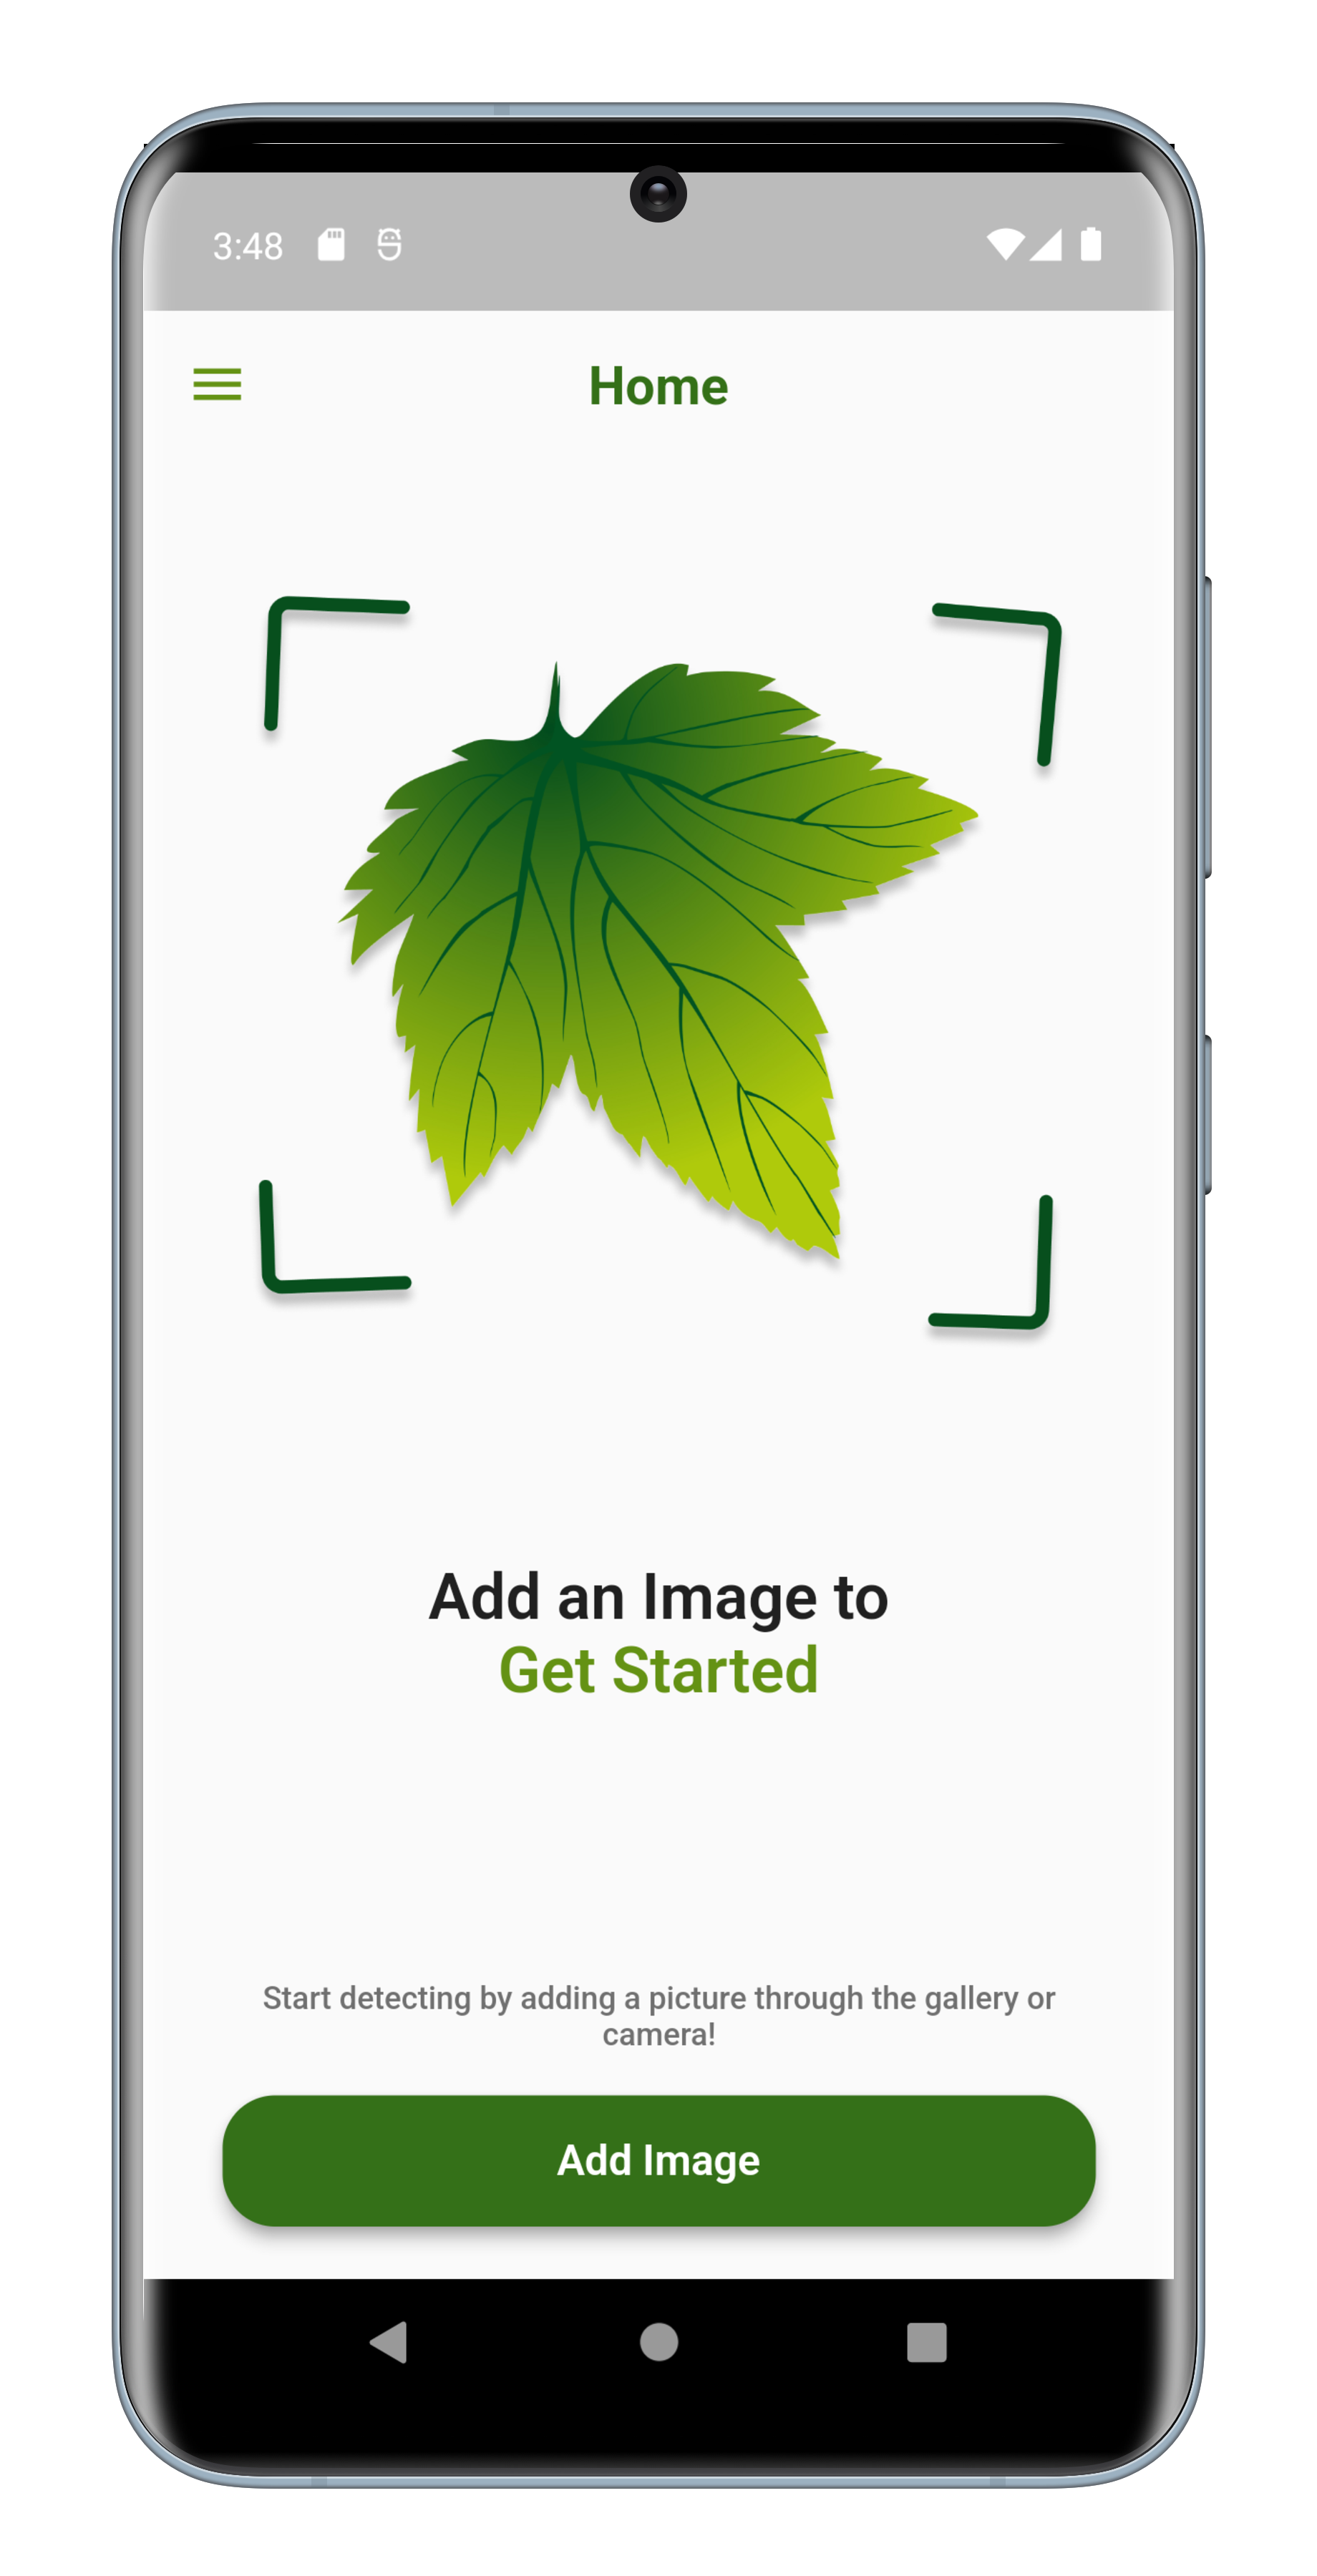 3:48
Home
Add an Image to
Get Started
Start detecting by adding a picture through the gallery or
camera!
Add Image